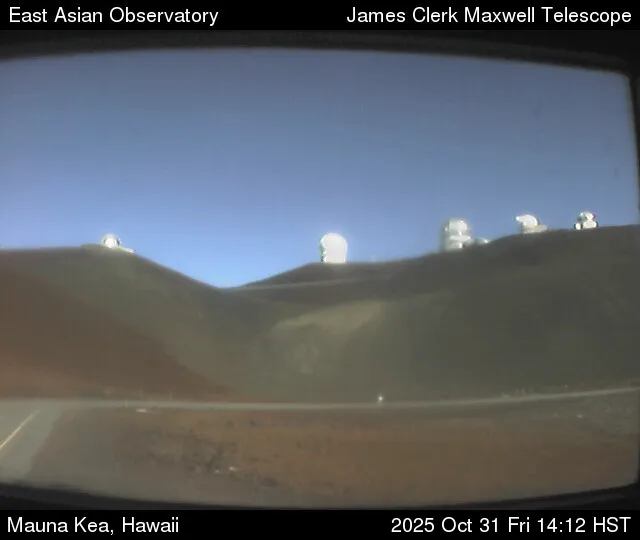 East Asian Observatory
James Clerk Maxwell Telescope
Mauna Kea, Hawaii
2025 Oct 31 Fri 14:12 HST